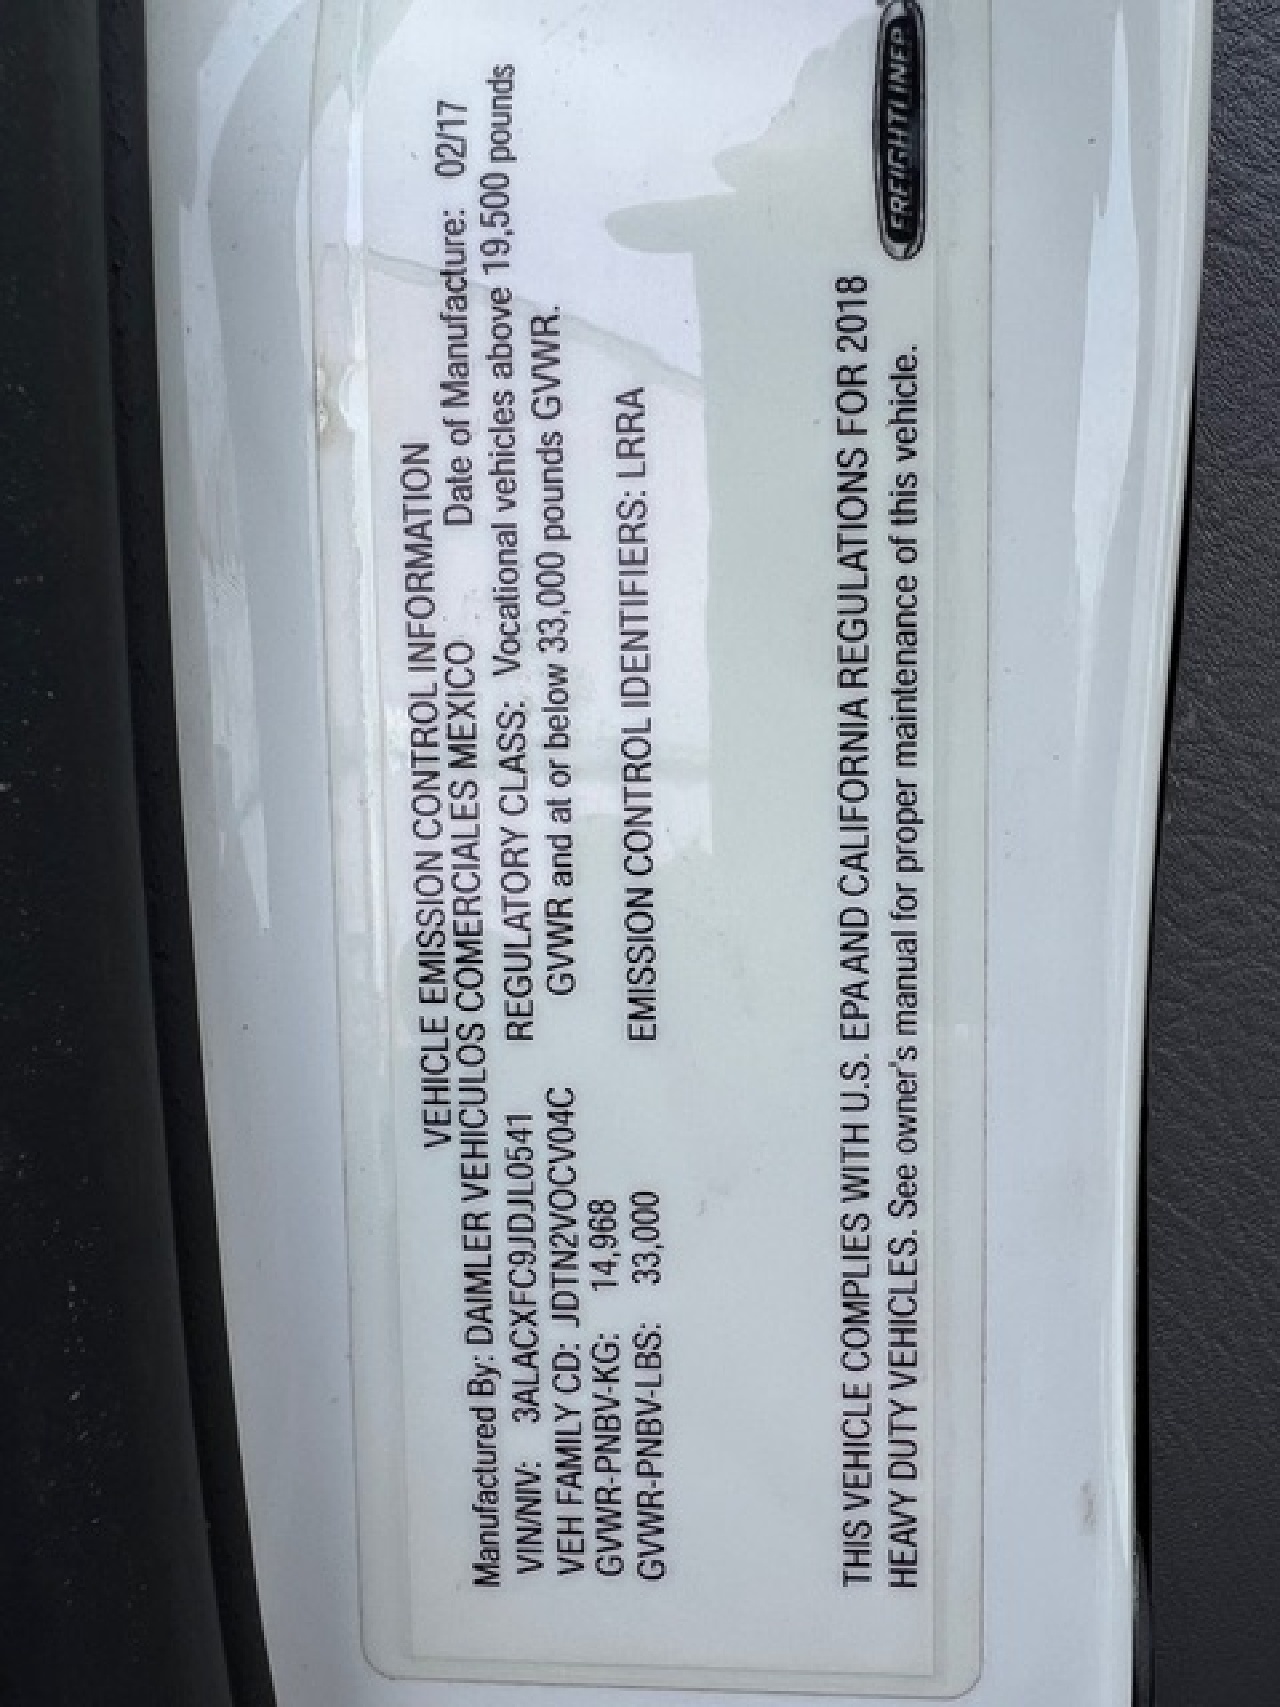 VEHICLE EMISSION CONTROL INFORMATION
Manufactured By: DAIMLER VEHICULOS COMERCIALES MEXICO Date of Manufacture: 02/17
VIN/NIV: 3ALACXFC9JDJL0541 REGULATORY CLASS: Vocational vehicles above 19,500 pounds
VEH FAMILY CD: JDTN2VOCV04C GVWR and at or below 33,000 pounds GVWR.
GVWR-PNBV-KG: 14,968
GVWR-PNBV-LBS: 33,000 EMISSION CONTROL IDENTIFIERS: LRRA
THIS VEHICLE COMPLIES WITH U.S. EPA AND CALIFORNIA REGULATIONS FOR 2018
HEAVY DUTY VEHICLES. See owner's manual for proper maintenance of this vehicle.
FREIGHTLINER